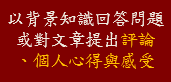 以背景知識回答問題
或對文章提出評論
、個人心得與感受